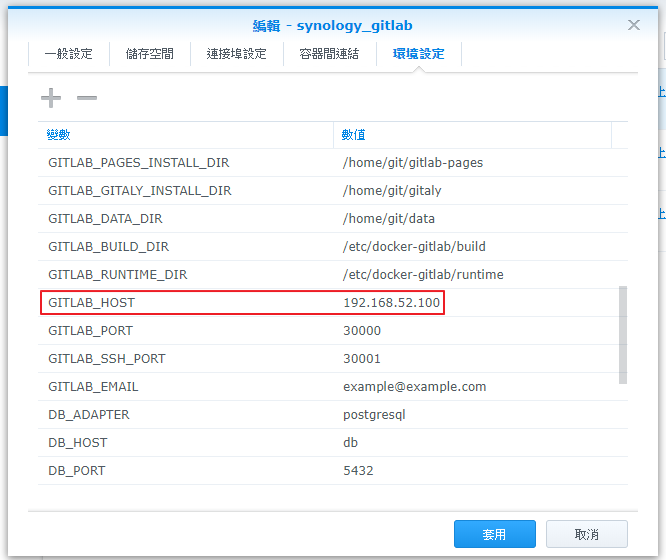 編輯 - synology_gitlab
一般設定 儲存空間 連接埠設定 容器間連結 環境設定
變數 數值
GITLAB_PAGES_INSTALL_DIR /home/git/gitlab-pages
GITLAB_GITALY_INSTALL_DIR /home/git/gitaly
GITLAB_DATA_DIR /home/git/data
GITLAB_BUILD_DIR /etc/docker-gitlab/build
GITLAB_RUNTIME_DIR /etc/docker-gitlab/runtime
GITLAB_HOST 192.168.52.100
GITLAB_PORT 30000
GITLAB_SSH_PORT 30001
GITLAB_EMAIL example@example.com
DB_ADAPTER postgresql
DB_HOST db
DB_PORT 5432
套用 取消